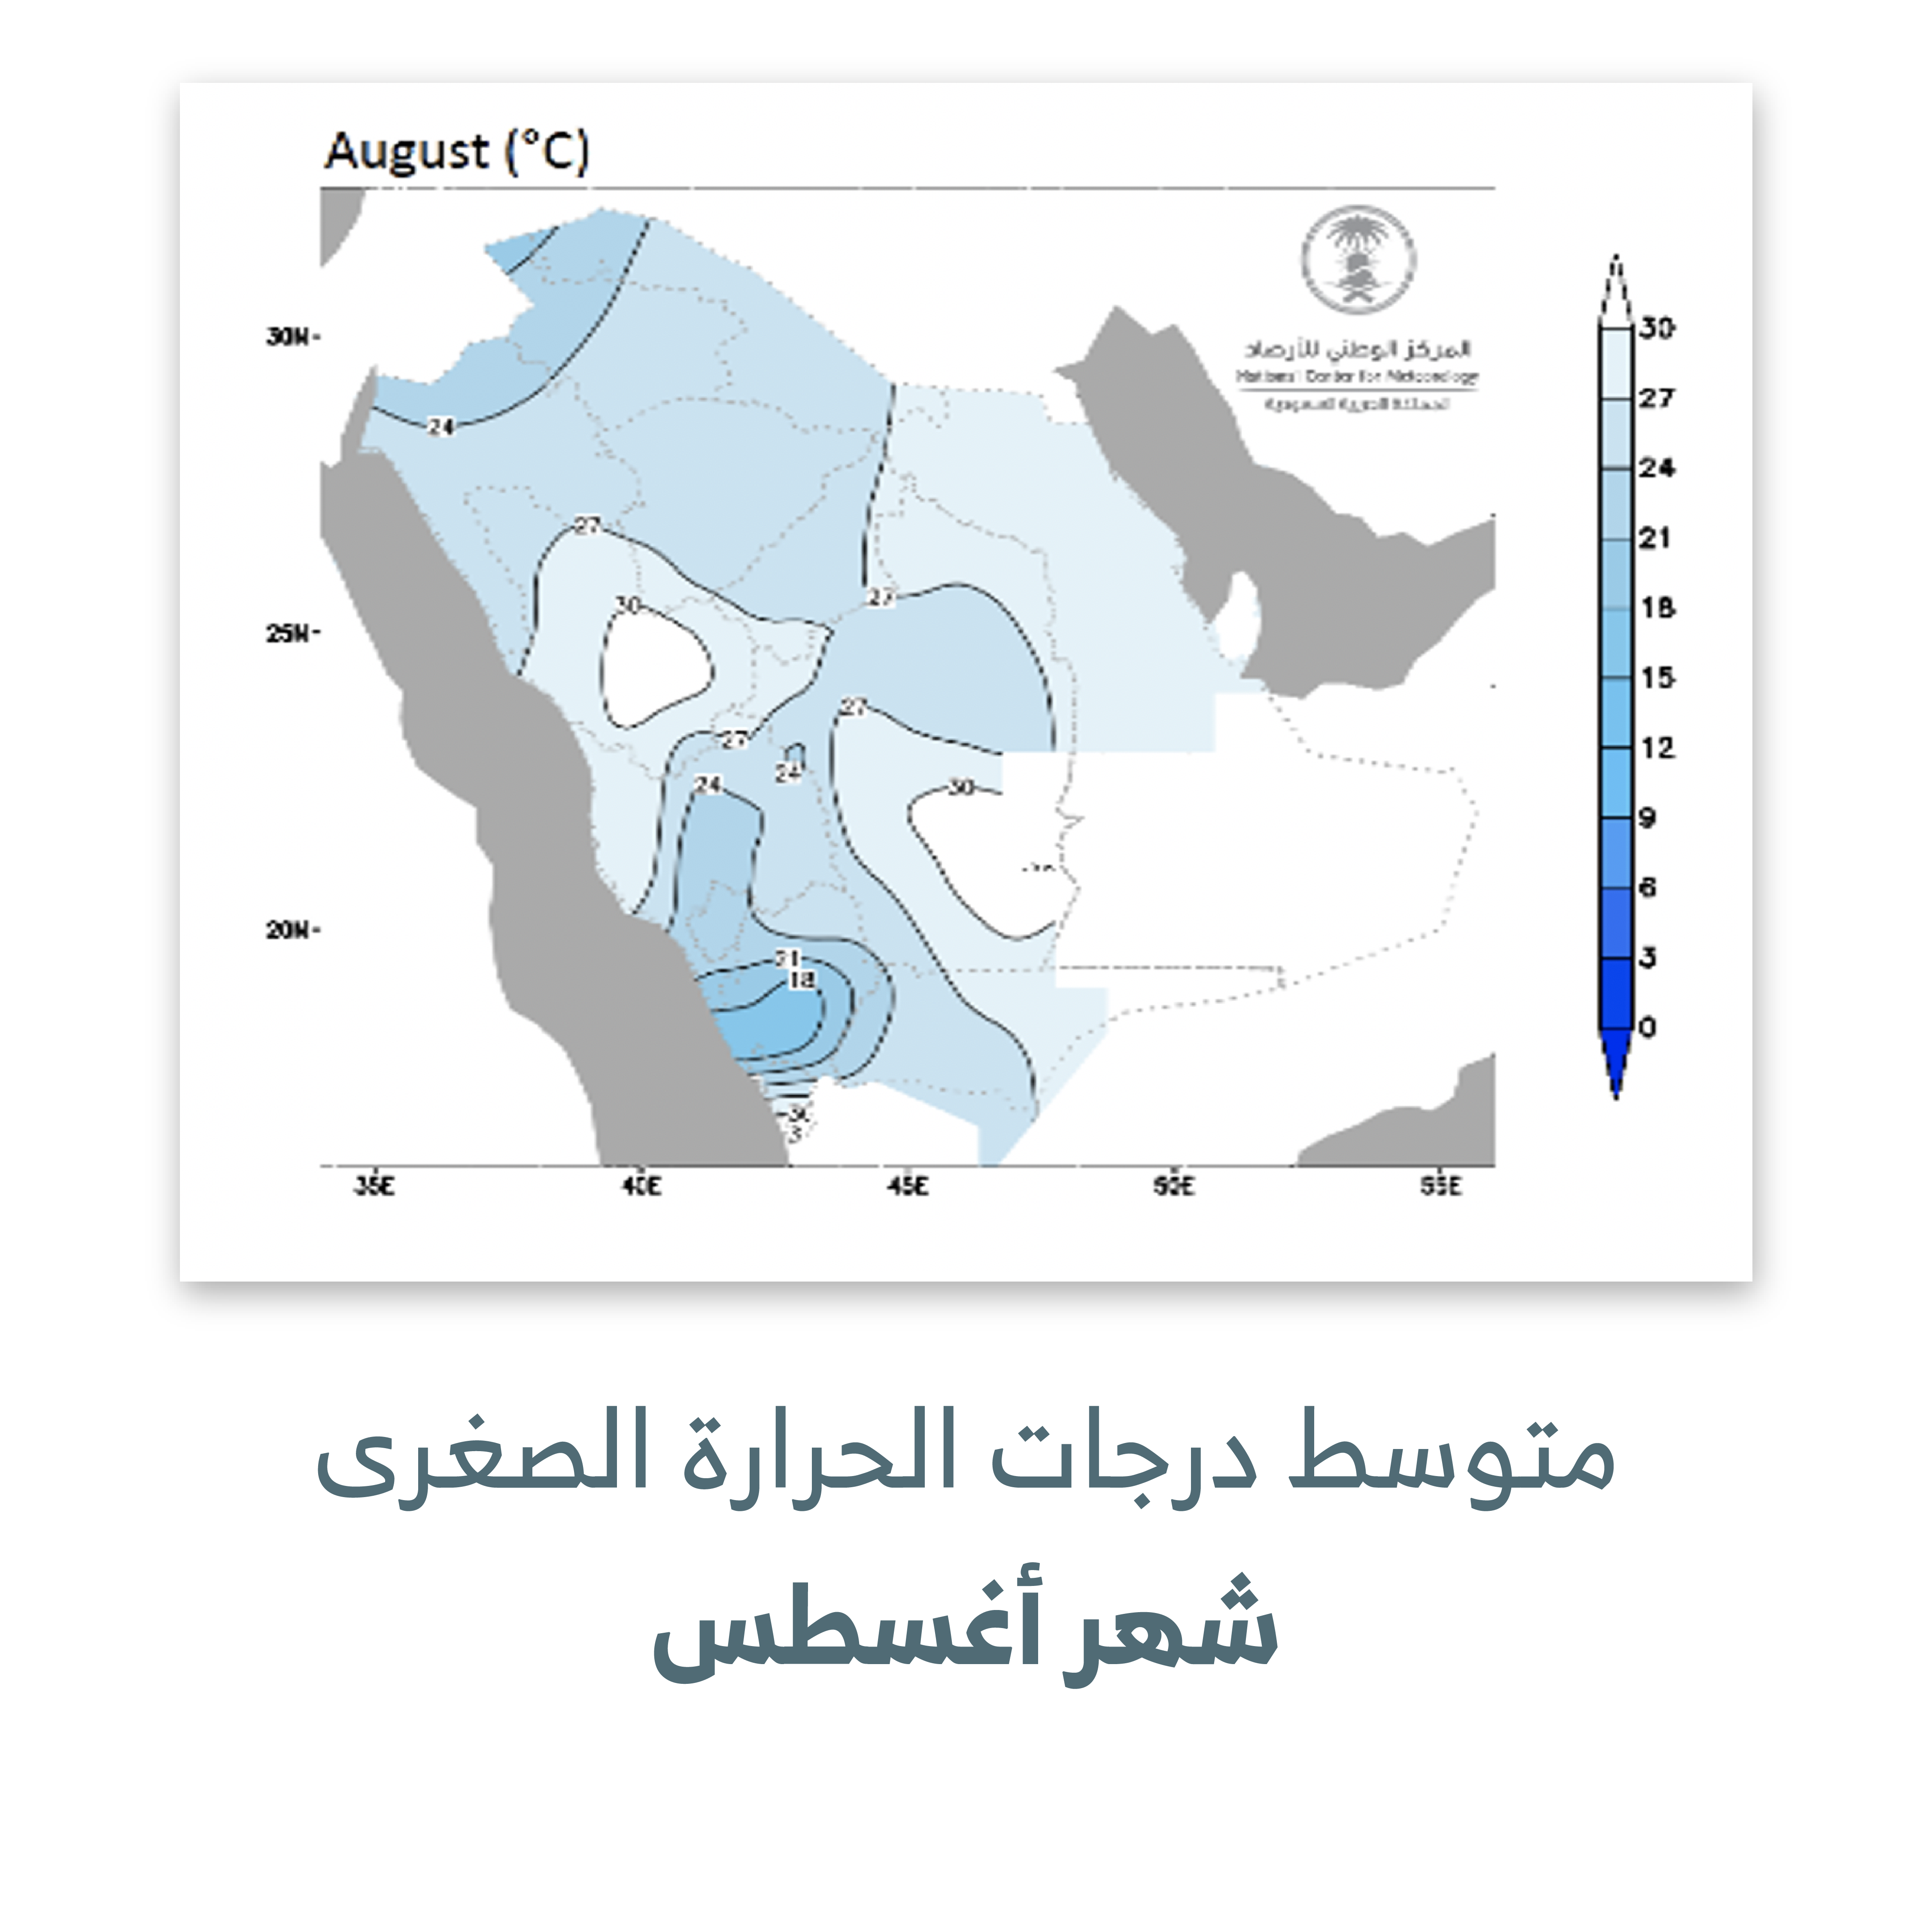 August (°C)
المركز الوطني للأرصاد
National Center for Meteorology
المملكة العربية السعودية
30N
25N
20N
35E
40E
45E
50E
55E
24
27
30
27
27
27
24
24
30
21
18
30
30
27
24
21
18
15
12
9
6
3
0
متوسط درجات الحرارة الصغرى
شهر أغسطس